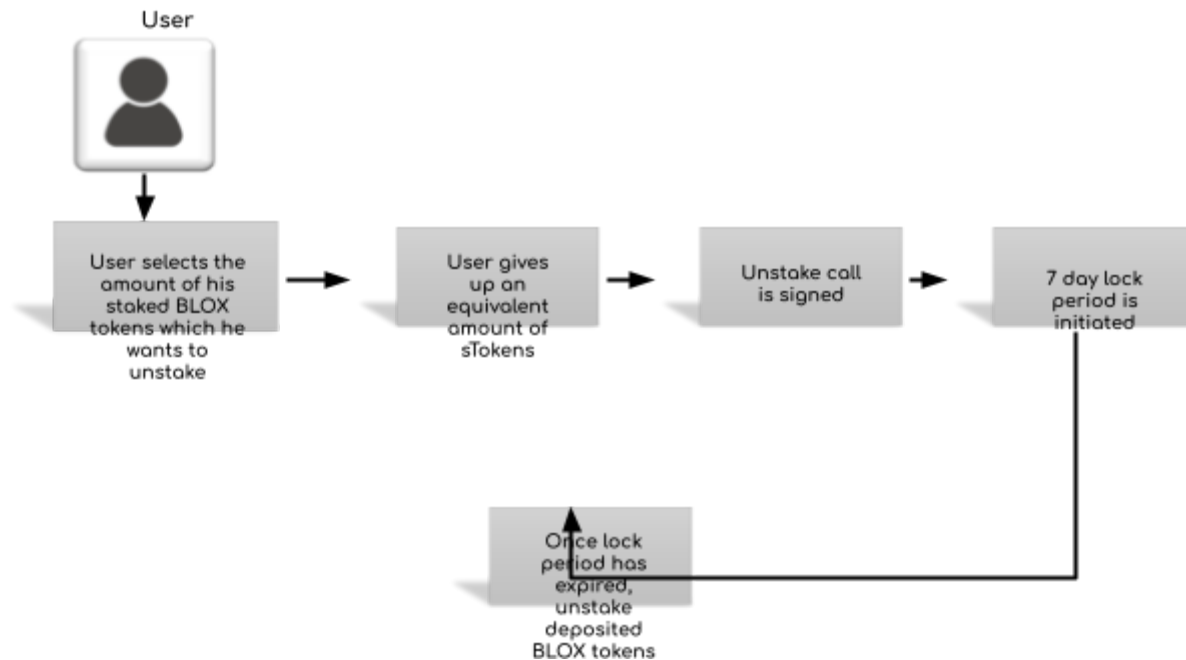 User
User selects the
amount of his
staked BLOX
tokens which he
wants to
unstake
User gives
up an
equivalent
amount of
sTokens
Unstake call
is signed
7 day lock
period is
initiated
Once lock
period has
expired,
unstake
deposited
BLOX tokens